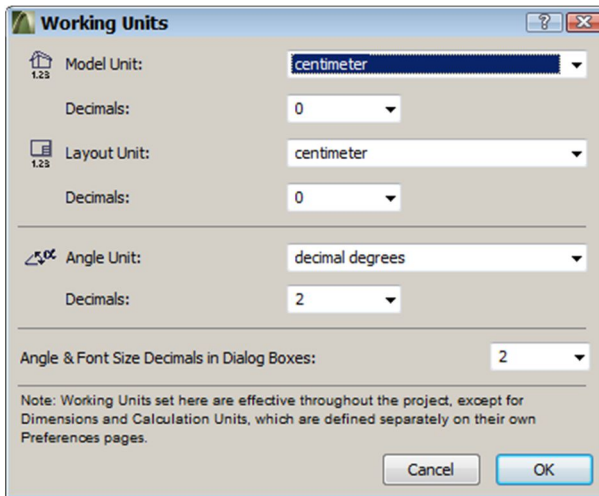 Working Units
Model Unit: centimeter
1.23
Decimals: 0
Layout Unit: centimeter
1.23
Decimals: 0
α Angle Unit: decimal degrees
Decimals: 2
Angle & Font Size Decimals in Dialog Boxes: 2
Note: Working Units set here are effective throughout the project, except for
Dimensions and Calculation Units, which are defined separately on their own
Preferences pages.
Cancel OK